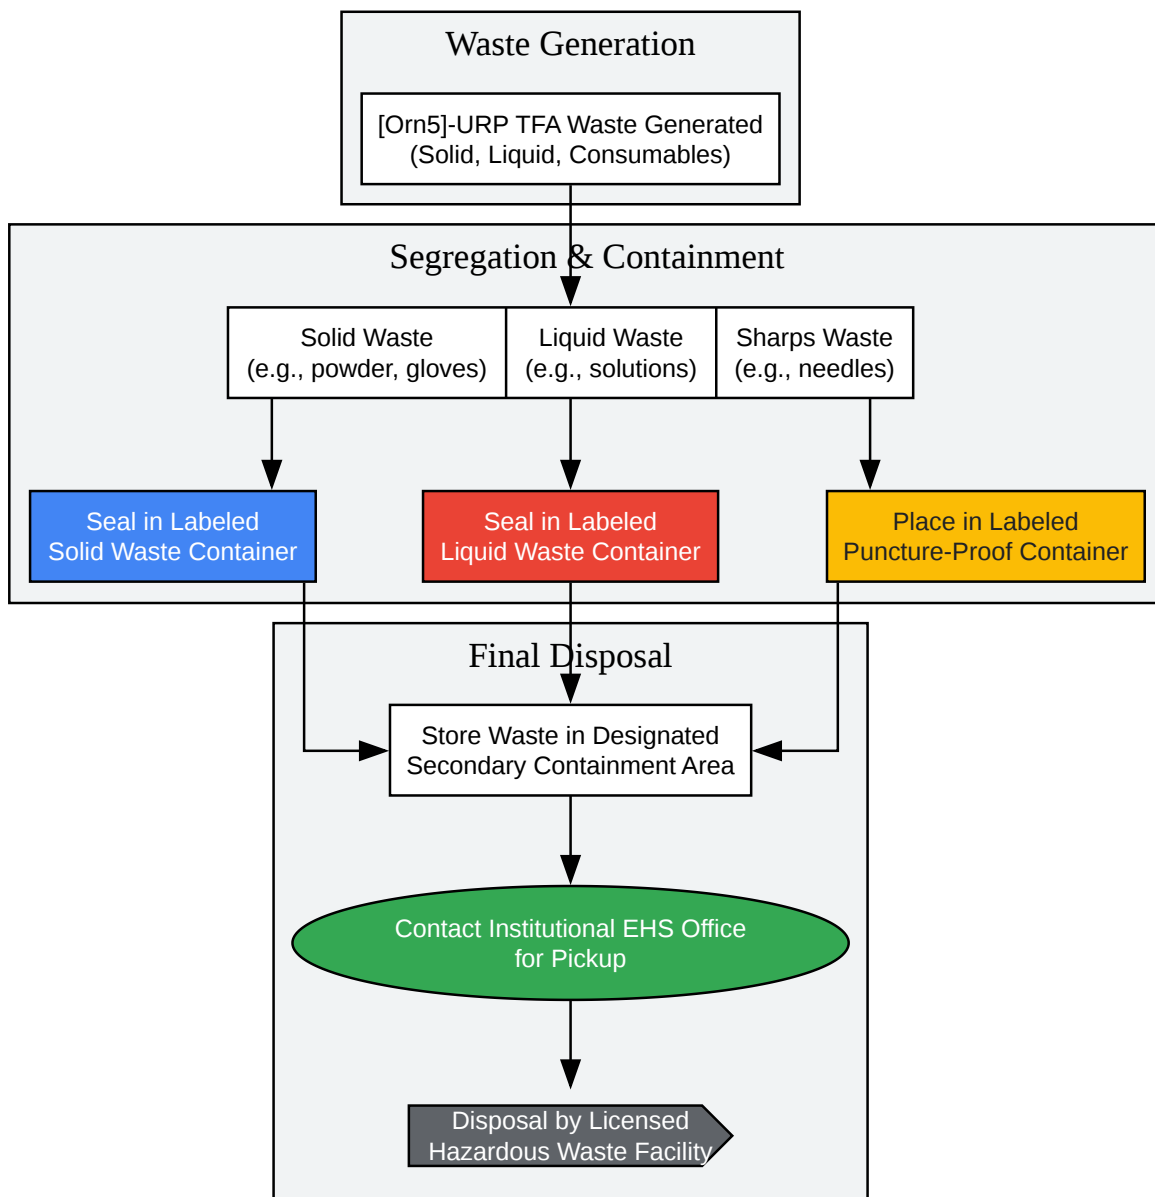 Waste Generation
[Orn5]-URP TFA Waste Generated
(Solid, Liquid, Consumables)
Segregation & Containment
Solid Waste
(e.g., powder, gloves)
Liquid Waste
(e.g., solutions)
Sharps Waste
(e.g., needles)
Seal in Labeled
Solid Waste Container
Seal in Labeled
Liquid Waste Container
Place in Labeled
Puncture-Proof Container
Final Disposal
Store Waste in Designated
Secondary Containment Area
Contact Institutional EHS Office
for Pickup
Disposal by Licensed
Hazardous Waste Facility